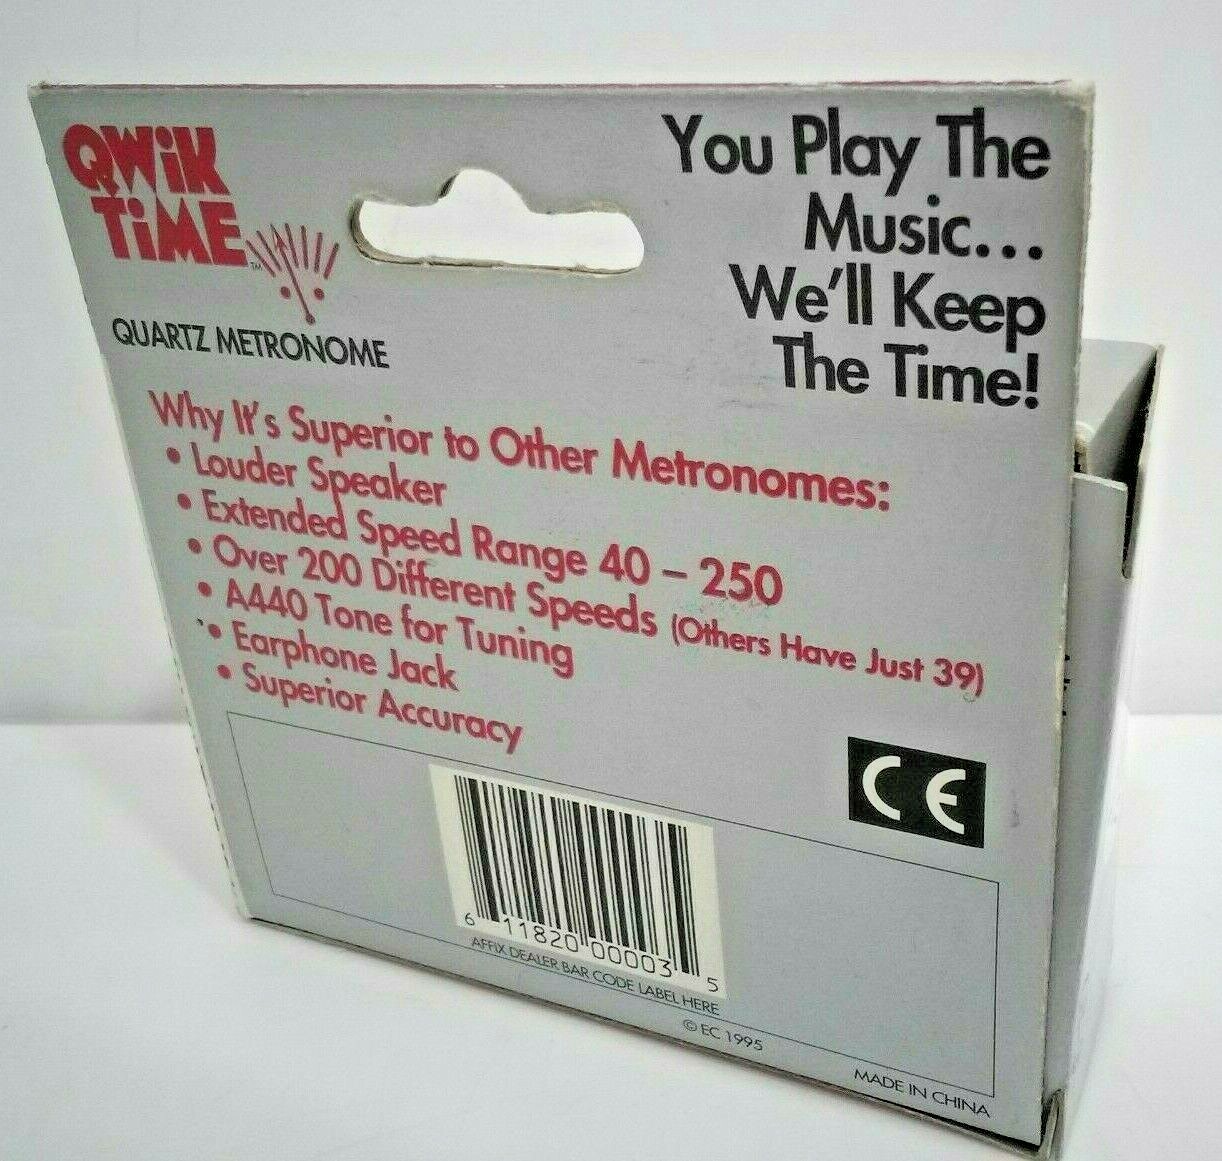 QWiK
TiME
TM
QUARTZ METRONOME
You Play The
Music...
We'll Keep
The Time!
Why It's Superior to Other Metronomes:
• Louder Speaker
• Extended Speed Range 40 – 250
• Over 200 Different Speeds (Others Have Just 39)
• A440 Tone for Tuning
• Earphone Jack
• Superior Accuracy
CE
6 11820 00003 5
AFFIX DEALER BAR CODE LABEL HERE
© EC 1995
MADE IN CHINA